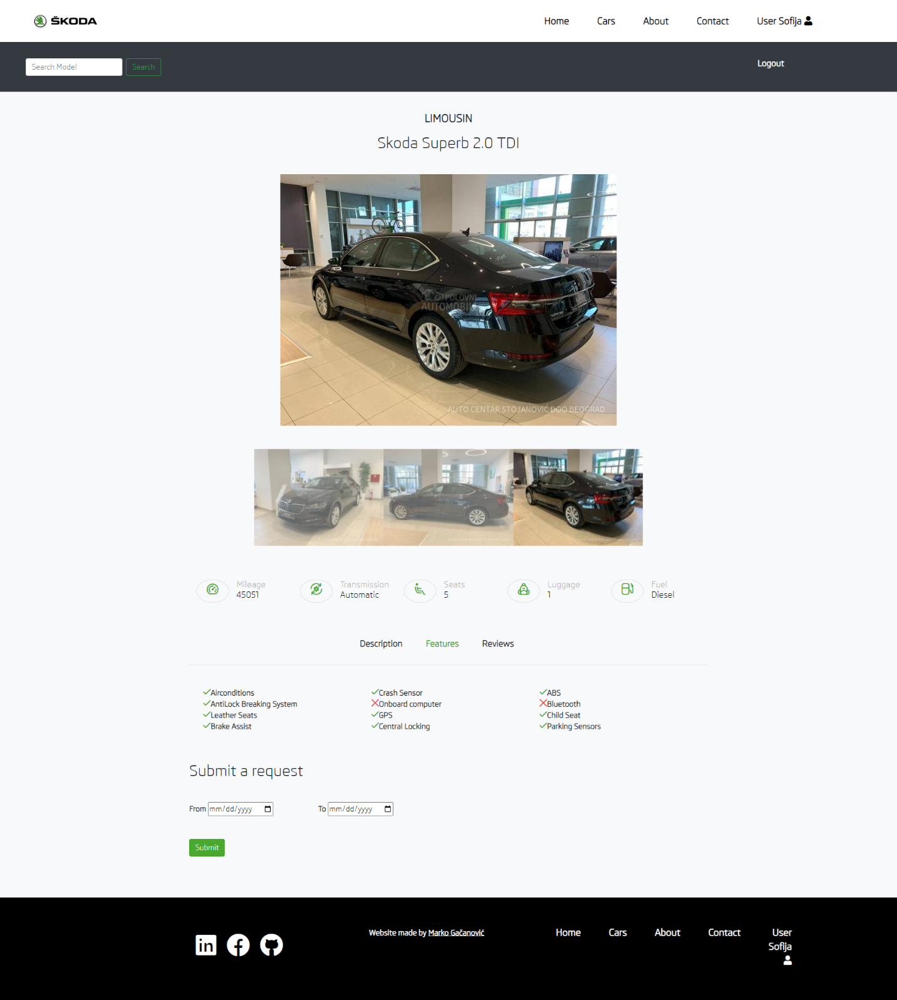 ŠKODA
Home Cars About Contact User Sofija
Search Model Search
Logout
LIMOUSIN
Skoda Superb 2.0 TDI
POLOVNI
AUTOMOBILI
AUTO CENTAR STOJANOVIĆ DOO BEOGRAD
Mileage
45051
Transmission
Automatic
Seats
5
Luggage
1
Fuel
Diesel
Description Features Reviews
Airconditions
AntiLock Breaking System
Leather Seats
Brake Assist
Crash Sensor
Onboard computer
GPS
Central Locking
ABS
Bluetooth
Child Seat
Parking Sensors
Submit a request
From mm/dd/yyyy To mm/dd/yyyy
Submit
Website made by Marko Gačanović
Home Cars About Contact User
Sofija